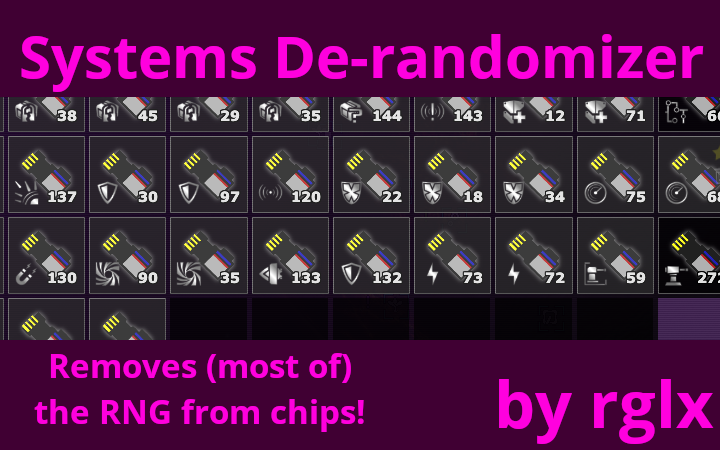 Systems De-randomizer
38 45 29 35 144 143 12 71
137 30 97 120 22 18 34 75
130 90 35 133 132 73 72 59 272
Removes (most of)
the RNG from chips!
by rglx